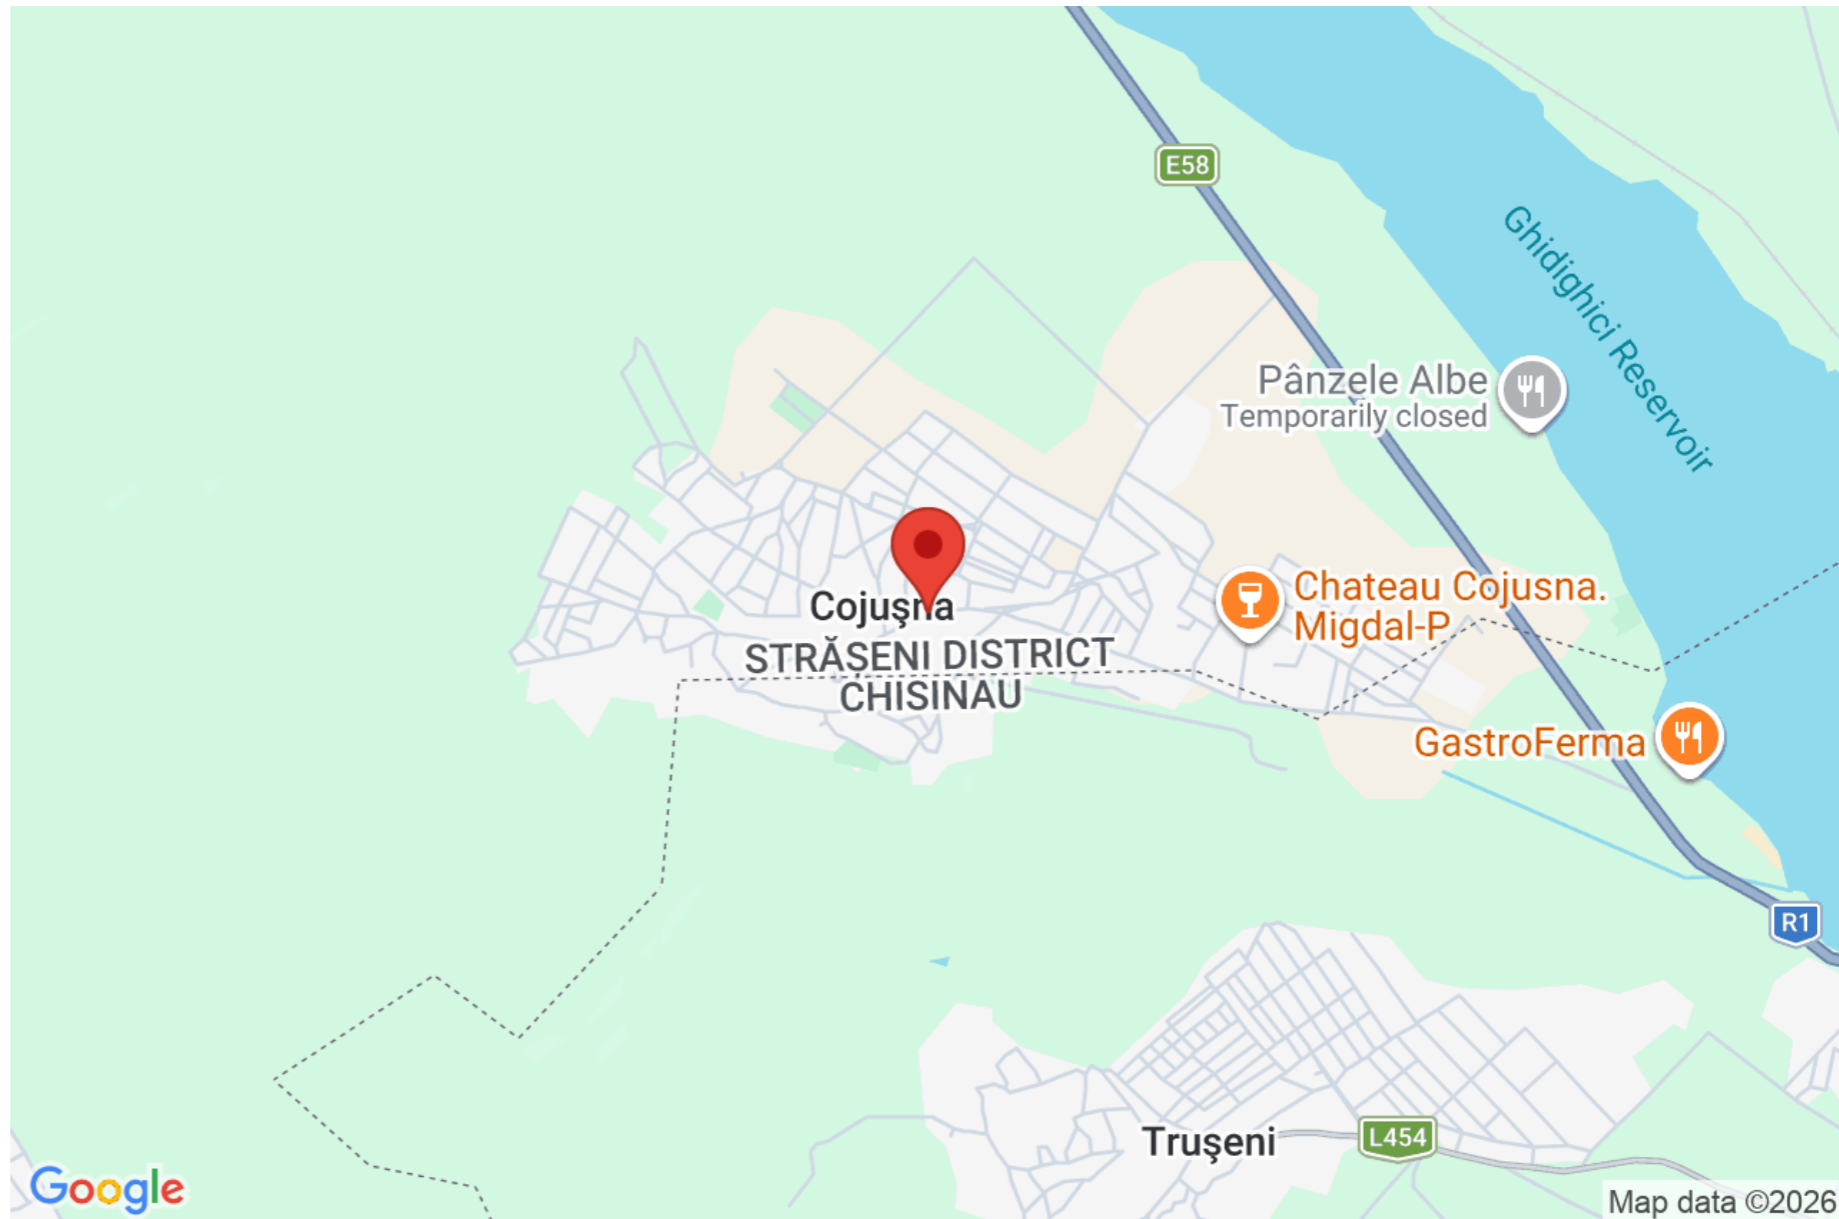 E58
Ghidighici Reservoir
Pânzele Albe
Temporarily closed
Chateau Cojusna.
Migdal-P
Cojuşna
STRĂȘENI DISTRICT
CHISINAU
GastroFerma
R1
Truşeni
L454
Google
Map data ©2026